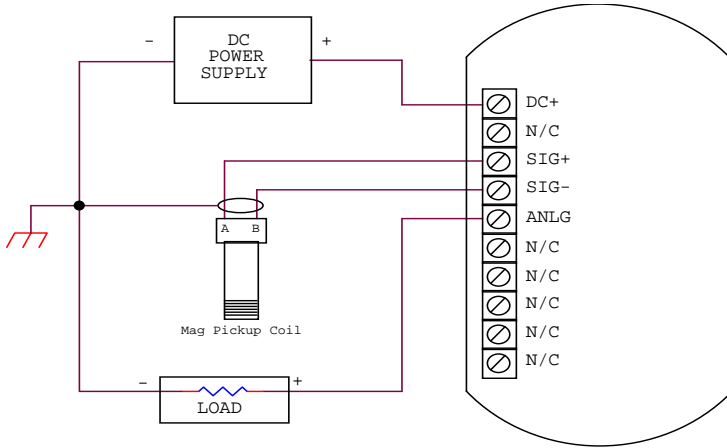 -
DC
POWER
SUPPLY
+
DC+
N/C
SIG+
SIG-
ANLG
N/C
N/C
N/C
N/C
N/C
A B
Mag Pickup Coil
-
+
LOAD